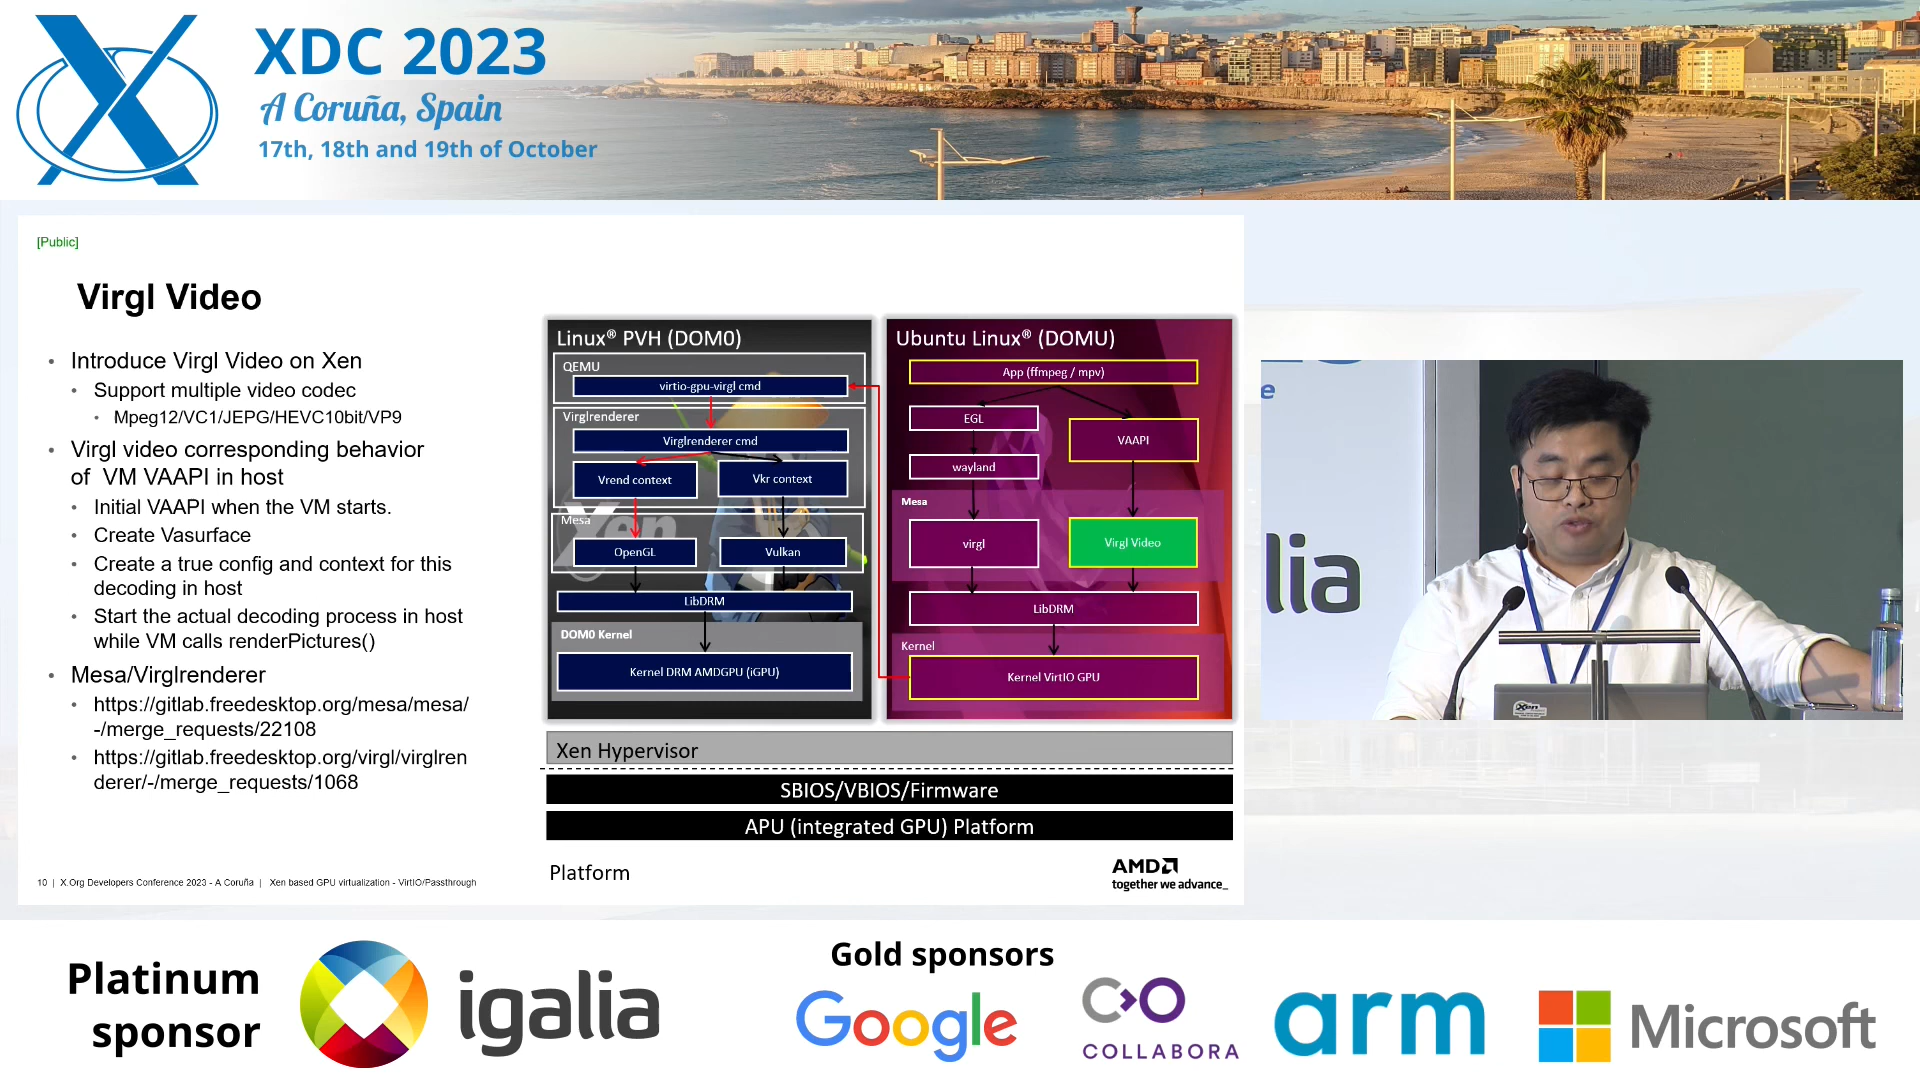 XDC 2023
A Coruña, Spain
17th, 18th and 19th of October
[Public]
Virgl Video
• Introduce Virgl Video on Xen
• Support multiple video codec
• Mpeg12/VC1/JEPG/HEVC10bit/VP9
• Virgl video corresponding behavior
of VM VAAPI in host
• Initial VAAPI when the VM starts.
• Create Vasurface
• Create a true config and context for this
decoding in host
• Start the actual decoding process in host
while VM calls renderPictures()
• Mesa/Virglrenderer
• https://gitlab.freedesktop.org/mesa/mesa/
-/merge_requests/22108
• https://gitlab.freedesktop.org/virgl/virglren
derer/-/merge_requests/1068
Linux® PVH (DOM0)
QEMU
virtio-gpu-virgl cmd
Virglrenderer
Virglrenderer cmd
Vrend context
Vkr context
Xen
Mesa
OpenGL
Vulkan
LibDRM
DOM0 Kernel
Kernel DRM AMDGPU (iGPU)
Ubuntu Linux® (DOMU)
App (ffmpeg / mpv)
EGL
VAAPI
wayland
Mesa
virgl
Virgl Video
LibDRM
Kernel
Kernel VirtIO GPU
Xen Hypervisor
SBIOS/VBIOS/Firmware
APU (integrated GPU) Platform
Platform
AMD
together we advance_
10 | X.Org Developers Conference 2023 - A Coruña | Xen based GPU virtualization - VirtIO/Passthrough
e
lia
Xen
Platinum
sponsor
igalia
Gold sponsors
Google
COLLABORA
arm
Microsoft